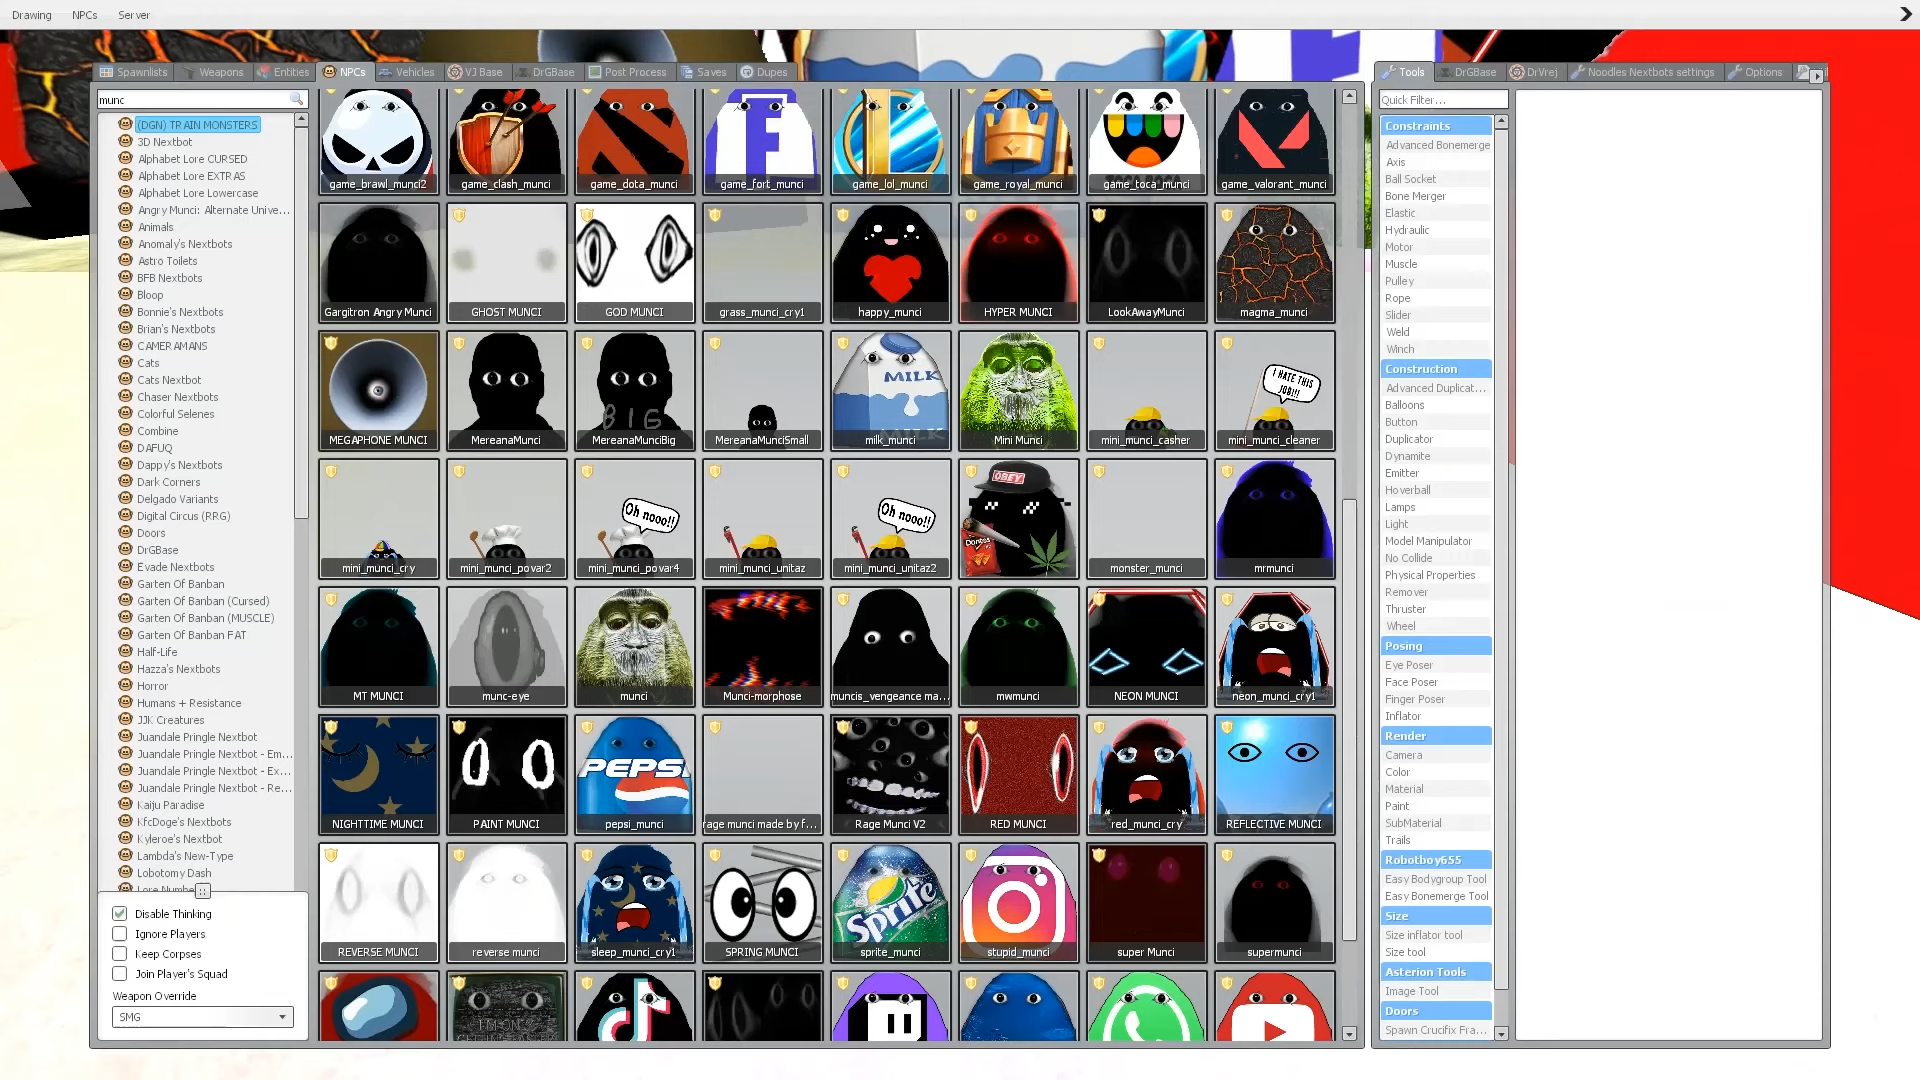 Drawing NPCs Server
Spawnlists Weapons Entities NPCs Vehicles VJ Base DrGBase Post Process Saves Dupes
Tools DrGBase DrVrej Noodles Nextbots settings Options
munc
(DGN) TRAIN MONSTERS
3D Nextbot
Alphabet Lore CURSED
Alphabet Lore EXTRAS
Alphabet Lore Lowercase
Angry Munci: Alternate Unive...
Animals
Anomaly's Nextbots
Astro Toilets
BFB Nextbots
Bloop
Bonnie's Nextbots
Brian's Nextbots
CAMERAMANS
Cats
Cats Nextbot
Chaser Nextbots
Colorful Selenes
Combine
DAFUQ
Dappy's Nextbots
Dark Corners
Delgado Variants
Digital Circus (RRG)
Doors
DrGBase
Evade Nextbots
Garten Of Banban
Garten Of Banban (Cursed)
Garten Of Banban (MUSCLE)
Garten Of Banban FAT
Half-Life
Hazza's Nextbots
Horror
Humans + Resistance
JJK Creatures
Juandale Pringle Nextbot
Juandale Pringle Nextbot - Em...
Juandale Pringle Nextbot - Ex...
Juandale Pringle Nextbot - Re...
Kaiju Paradise
KfcDoge's Nextbots
Kyleroe's Nextbot
Lambda's New-Type
Lobotomy Dash
Disable Thinking
Ignore Players
Keep Corpses
Join Player's Squad
Weapon Override
SMG
game_brawl_munci2 game_clash_munci game_dota_munci game_fort_munci game_lol_munci game_royal_munci game_toca_munci game_valorant_munci
Gargitron Angry Munci GHOST MUNCI GOD MUNCI grass_munci_cry1 happy_munci HYPER MUNCI LookAwayMunci magma_munci
BIG
MILK
I HATE THIS
JOB!!!
MEGAPHONE MUNCI MereanaMunci MereanaMunciBig MereanaMunciSmall milk_munci Mini Munci mini_munci_casher mini_munci_cleaner
OBEY
Oh nooo!!
Oh nooo!!
Doritos
mini_munci_cry mini_munci_povar2 mini_munci_povar4 mini_munci_unitaz mini_munci_unitaz2 monster_munci mrmunci
MT MUNCI munc-eye munci Munci-morphose muncis_vengeance ma... mwmunci NEON MUNCI neon_munci_cry1
PEPSI
NIGHTTIME MUNCI PAINT MUNCI pepsi_munci rage munci made by f... Rage Munci V2 RED MUNCI red_munci_cry REFLECTIVE MUNCI
Sprite
REVERSE MUNCI reverse munci sleep_munci_cry1 SPRING MUNCI sprite_munci stupid_munci super Munci supermunci
Quick Filter...
Constraints
Advanced Bonemerge
Axis
Ball Socket
Bone Merger
Elastic
Hydraulic
Motor
Muscle
Pulley
Rope
Slider
Weld
Winch
Construction
Advanced Duplicat...
Balloons
Button
Duplicator
Dynamite
Emitter
Hoverball
Lamps
Light
Model Manipulator
No Collide
Physical Properties
Remover
Thruster
Wheel
Posing
Eye Poser
Face Poser
Finger Poser
Inflator
Render
Camera
Color
Material
Paint
SubMaterial
Trails
Robotboy655
Easy Bodygroup Tool
Easy Bonemerge Tool
Size
Size inflator tool
Size tool
Asterion Tools
Image Tool
Doors
Spawn Crucifix Fra...